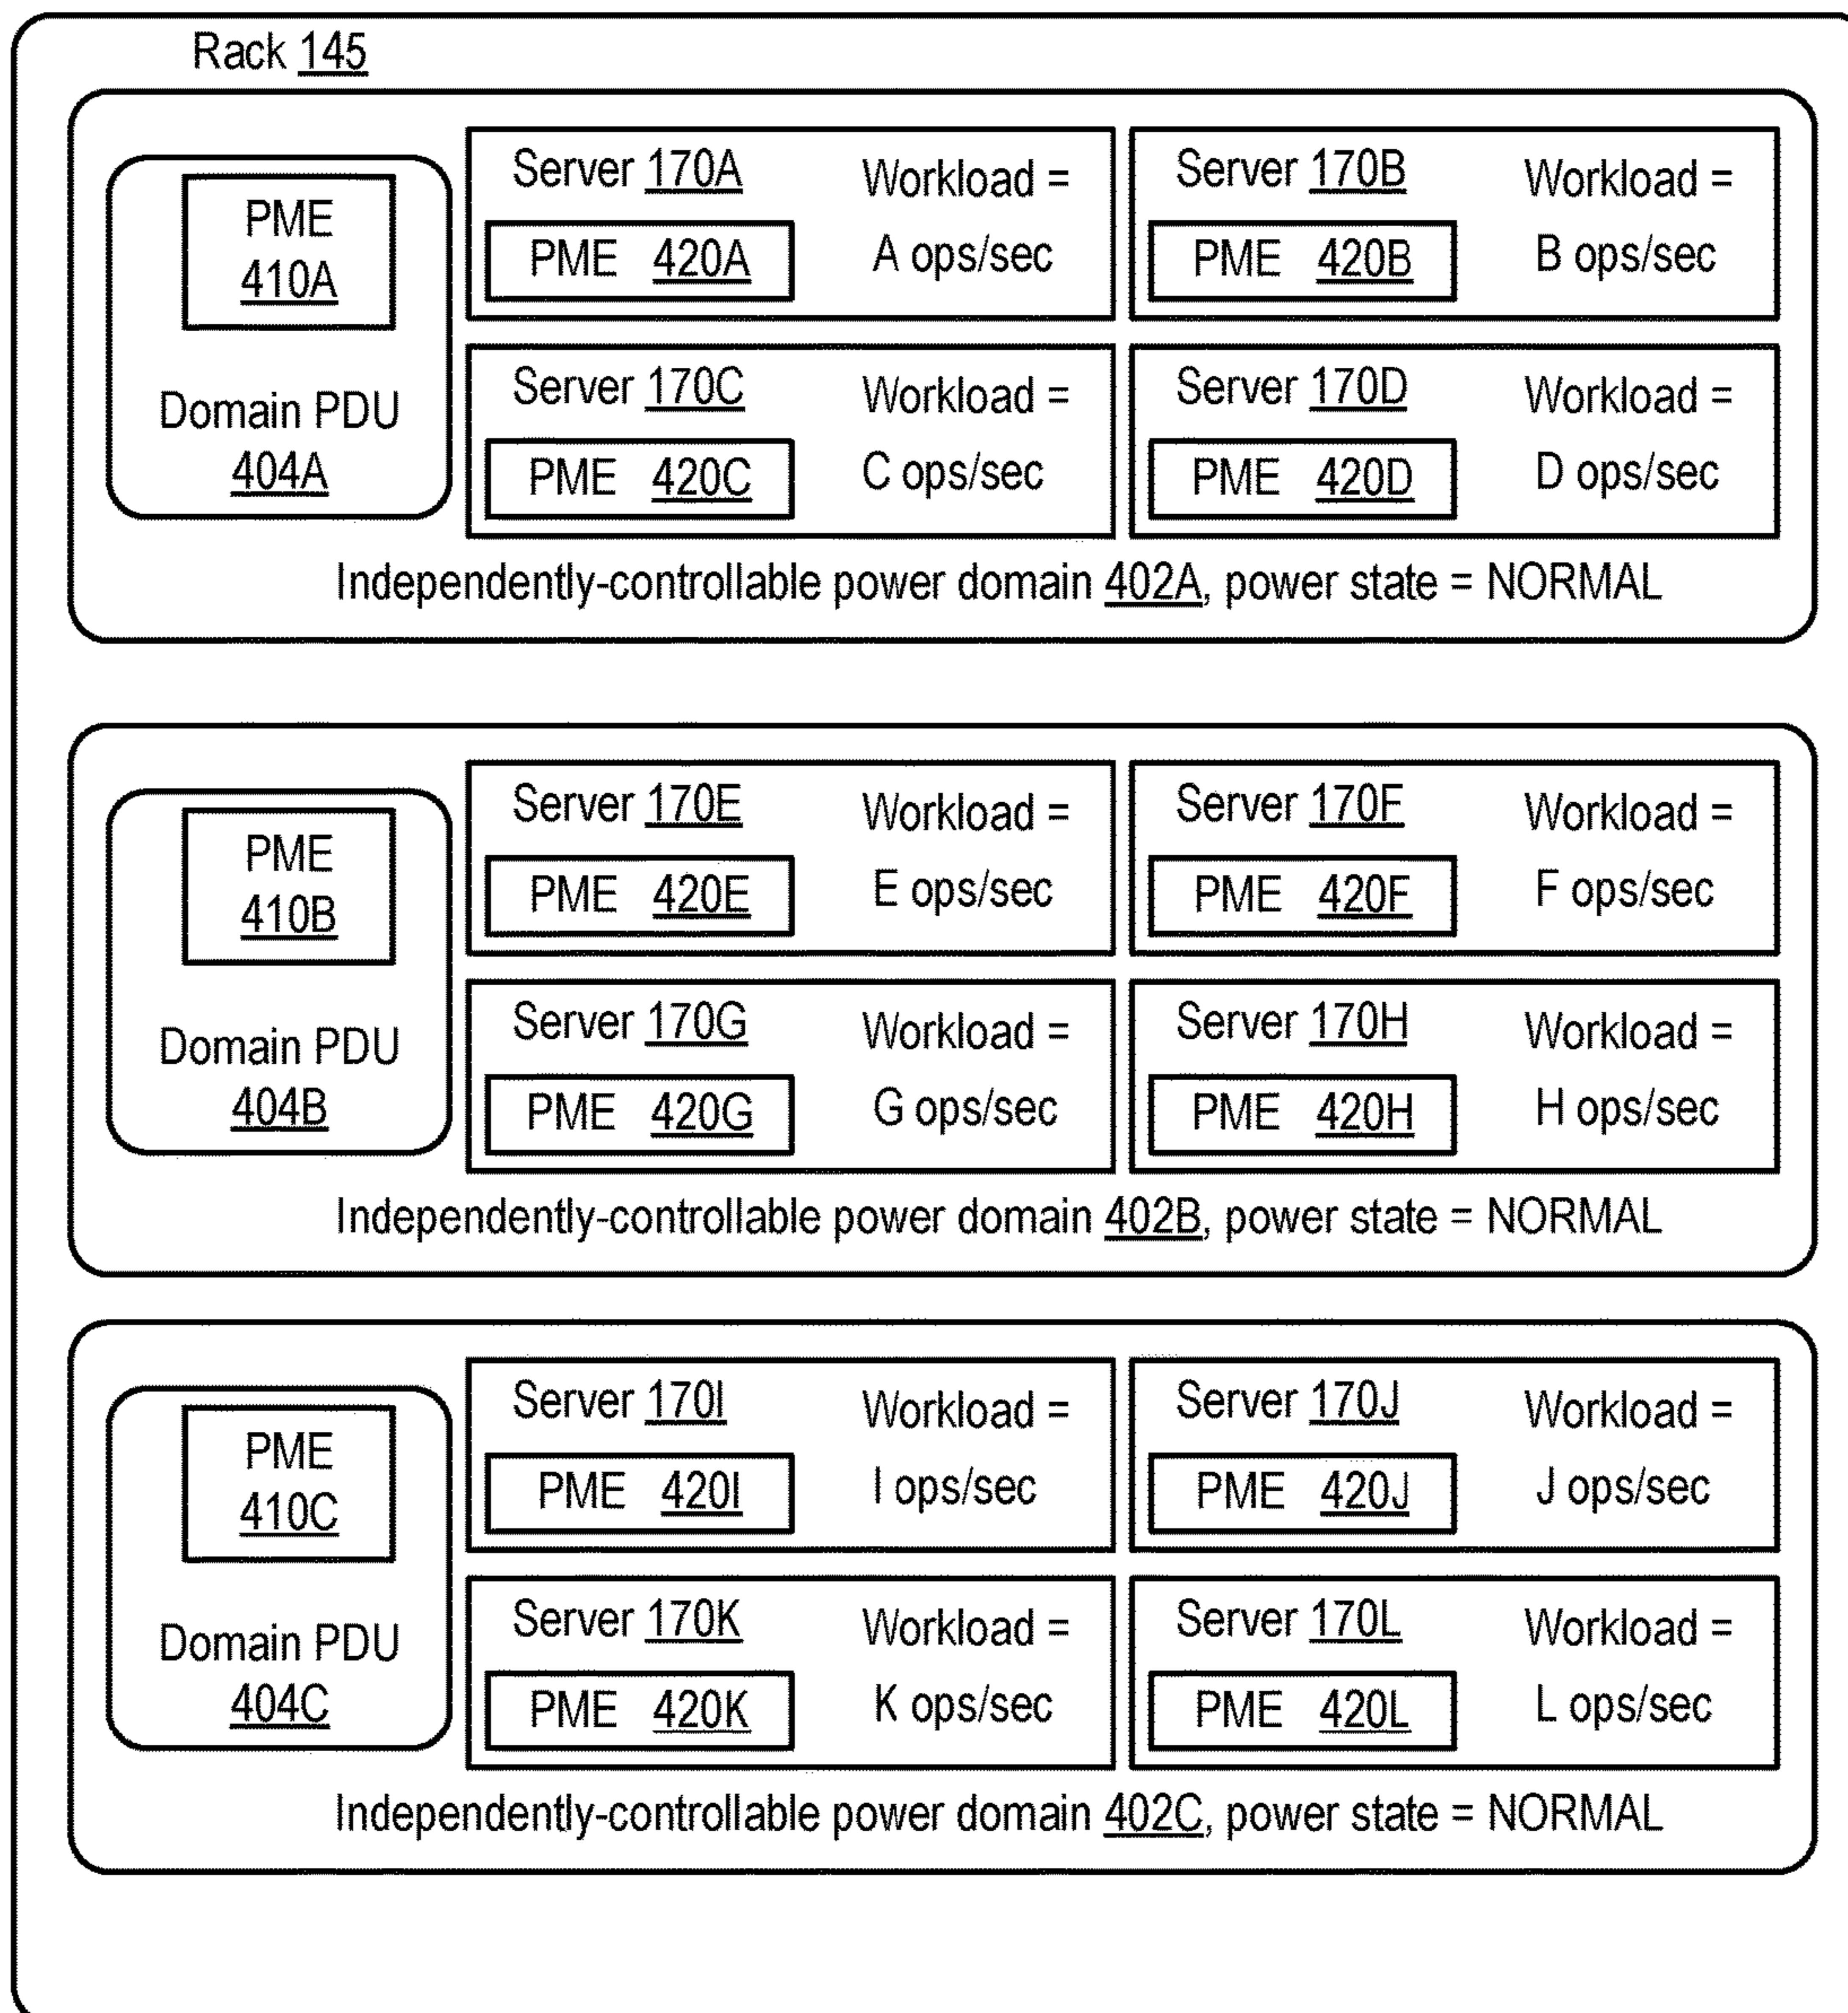 Rack 145
PME
410A
Domain PDU
404A
Server 170A
Workload =
PME 420A
A ops/sec
Server 170B
Workload =
PME 420B
B ops/sec
Server 170C
Workload =
PME 420C
C ops/sec
Server 170D
Workload =
PME 420D
D ops/sec
Independently-controllable power domain 402A, power state = NORMAL
PME
410B
Domain PDU
404B
Server 170E
Workload =
PME 420E
E ops/sec
Server 170F
Workload =
PME 420F
F ops/sec
Server 170G
Workload =
PME 420G
G ops/sec
Server 170H
Workload =
PME 420H
H ops/sec
Independently-controllable power domain 402B, power state = NORMAL
PME
410C
Domain PDU
404C
Server 170I
Workload =
PME 420I
I ops/sec
Server 170J
Workload =
PME 420J
J ops/sec
Server 170K
Workload =
PME 420K
K ops/sec
Server 170L
Workload =
PME 420L
L ops/sec
Independently-controllable power domain 402C, power state = NORMAL